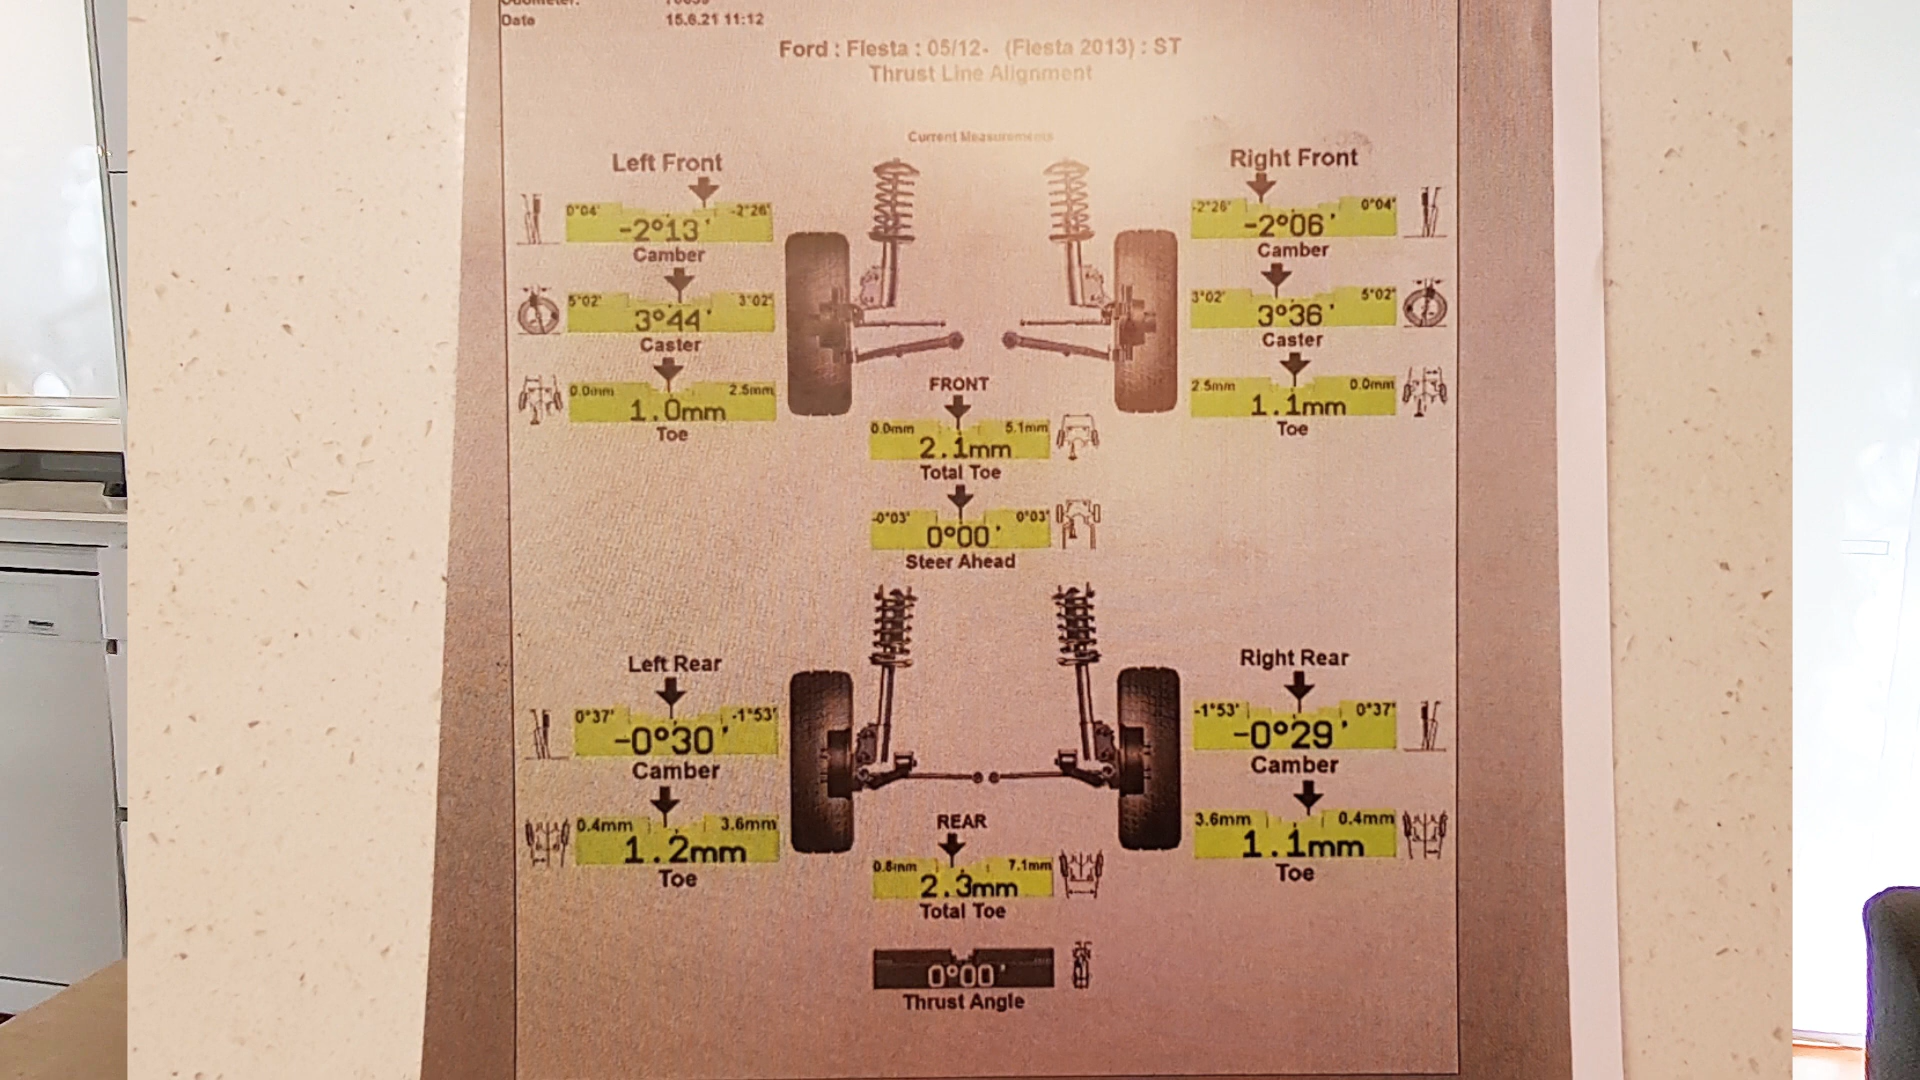 Date 15.6.21 11:12
Ford : Fiesta : 05/12- (Fiesta 2013) : ST
Thrust Line Alignment
Current Measurements
Left Front
Right Front
0°04' -2°26'
-2°13'
Camber
-2°26' 0°04'
-2°06'
Camber
5°02' 3°02'
3°44'
Caster
3°02' 5°02'
3°36'
Caster
0.0mm 2.5mm
1.0mm
Toe
2.5mm 0.0mm
1.1mm
Toe
FRONT
0.0mm 5.1mm
2.1mm
Total Toe
-0°03' 0°03'
0°00'
Steer Ahead
Left Rear
Right Rear
0°37' -1°53'
-0°30'
Camber
-1°53' 0°37'
-0°29'
Camber
0.4mm 3.6mm
1.2mm
Toe
3.6mm 0.4mm
1.1mm
Toe
REAR
0.8mm 7.1mm
2.3mm
Total Toe
0°00'
Thrust Angle